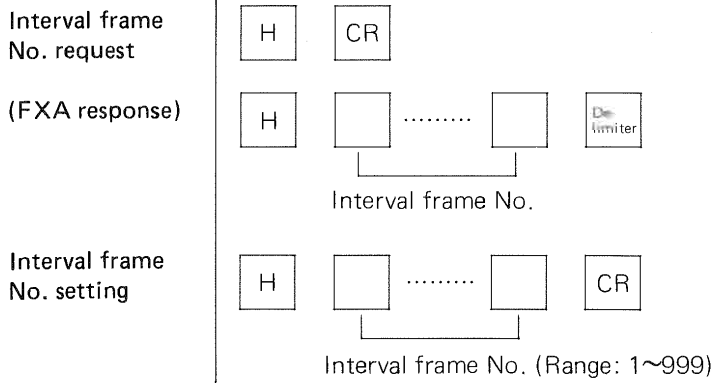 Interval frame
No. request
H CR
(FXA response)
H ......... De-
limiter
Interval frame No.
Interval frame
No. setting
H ......... CR
Interval frame No. (Range: 1~999)